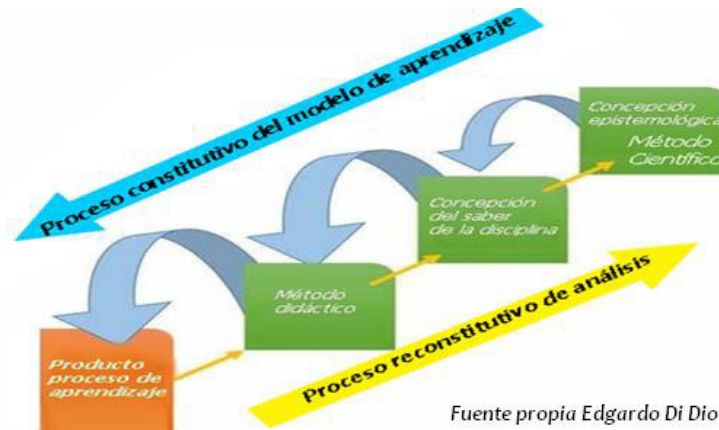 Proceso constitutivo del modelo de aprendizaje
Concepción
epistemológica
Método
Científico
Concepción
del saber
de la disciplina
Método
didáctico
Producto
proceso de
aprendizaje
Proceso reconstitutivo de análisis
Fuente propia Edgardo Di Dio